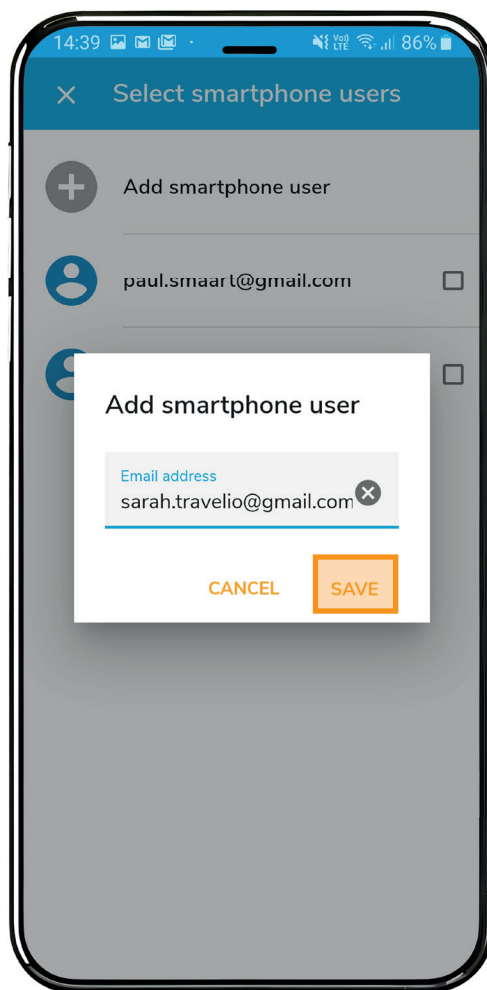 14:39 86%
Select smartphone users
Add smartphone user
paul.smaart@gmail.com
Add smartphone user
Email address
sarah.travelio@gmail.com
CANCEL SAVE